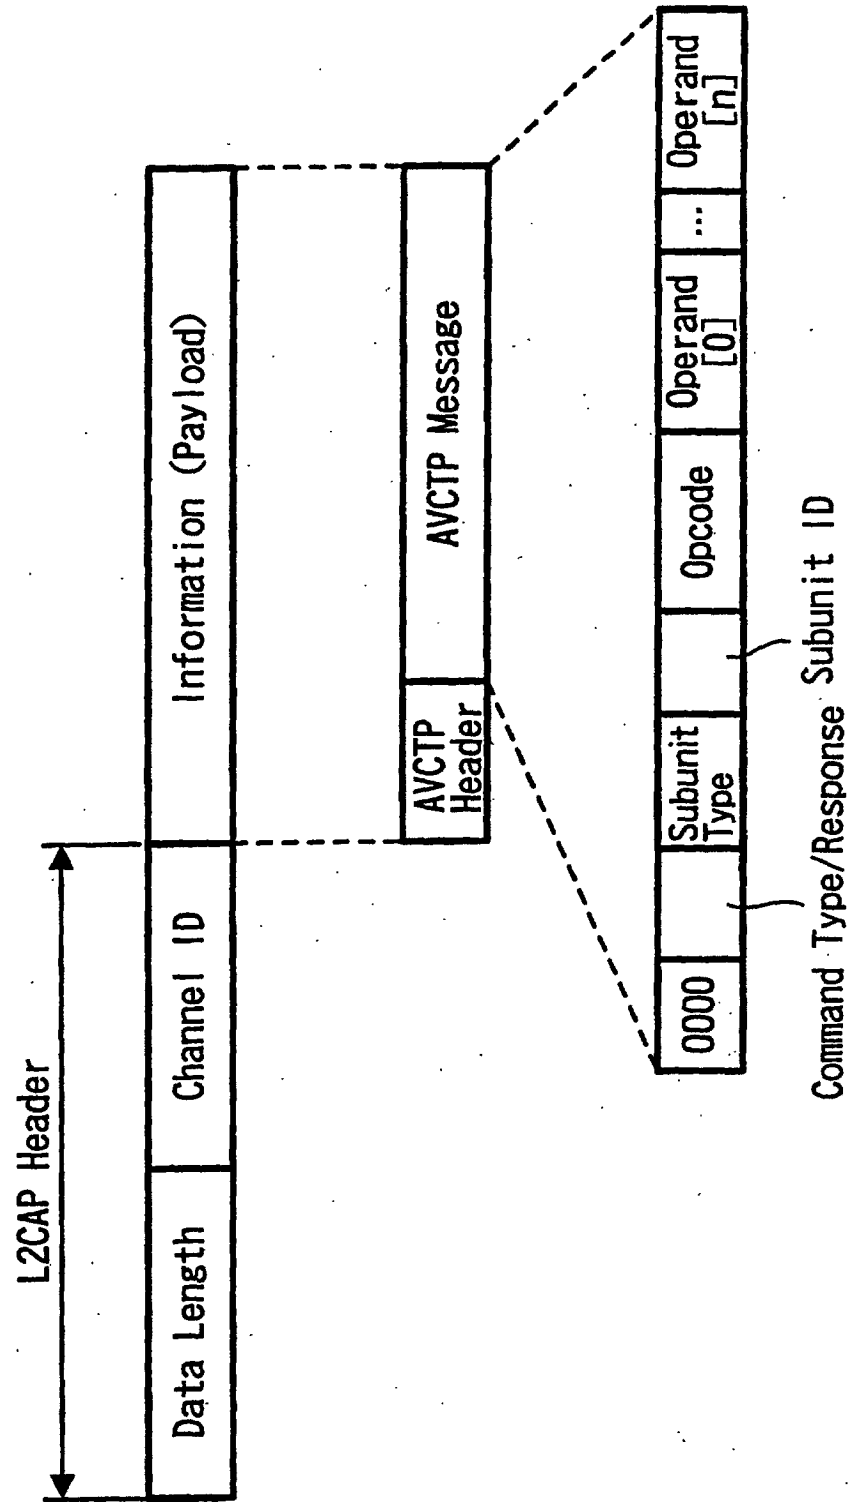 L2CAP Header
Data Length
Channel ID
Information (Payload)
AVCTP
Header
AVCTP Message
0000
Subunit
Type
Opcode
Operand
[0]
...
Operand
[n]
Command Type/Response
Subunit ID